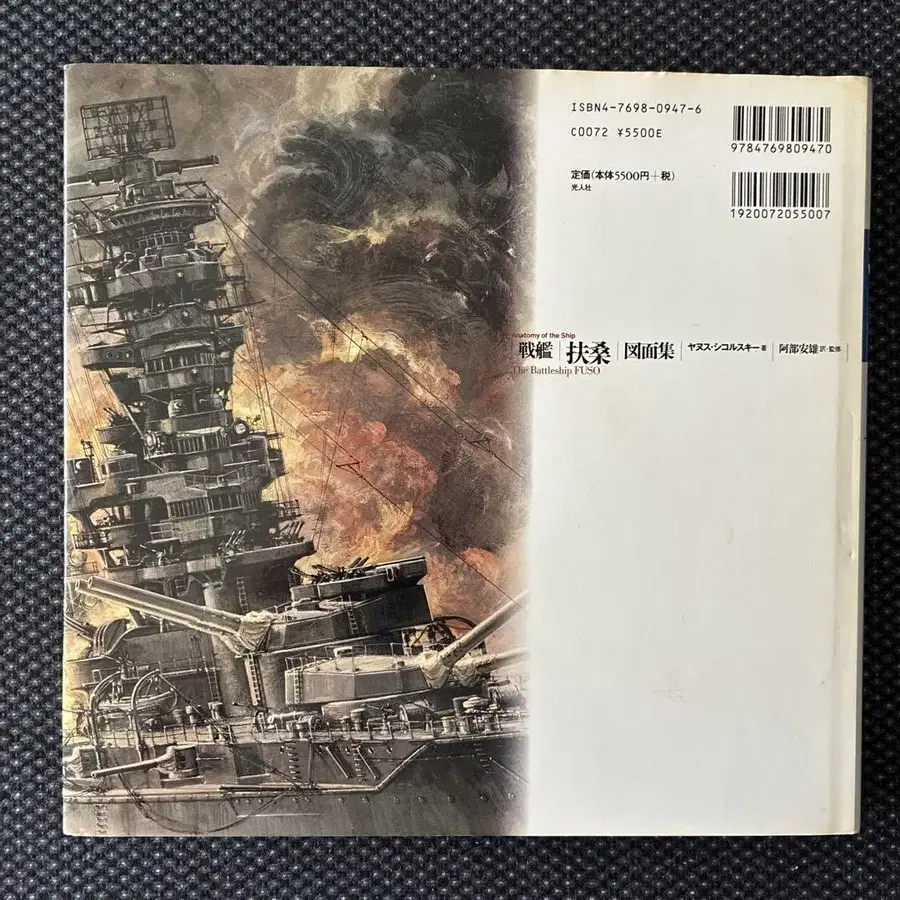 ISBN4-7698-0947-6
C0072 ¥5500E
9784769809470
定価(本体5500円+税)
光人社
1920072055007
Anatomy of the Ship
戦艦|扶桑|図面集|ヤヌス・シコルスキー 著|阿部安雄 訳・監修|
The Battleship FUSO